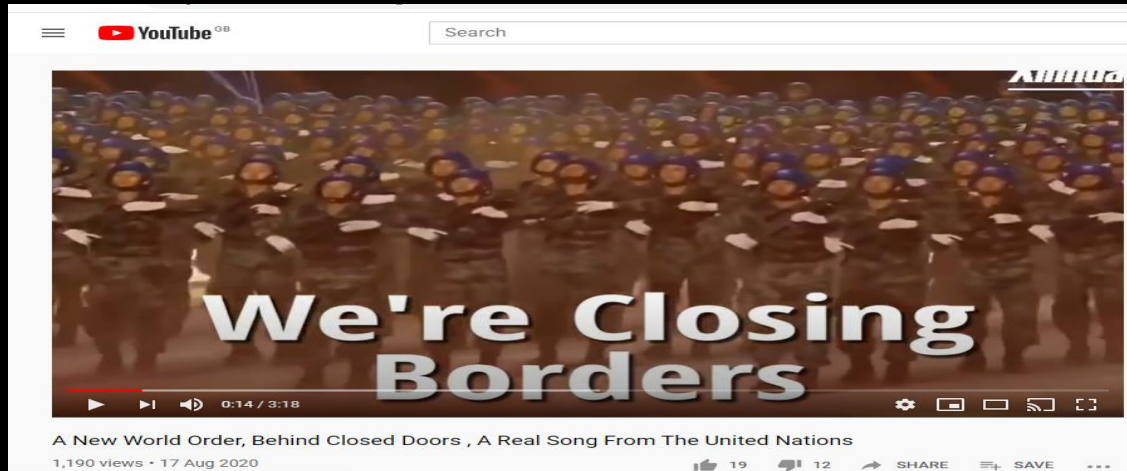 YouTube GB
Search
Xinhua
We're Closing
Borders
0:14 / 3:18
A New World Order, Behind Closed Doors , A Real Song From The United Nations
1,190 views • 17 Aug 2020
19 12 SHARE SAVE